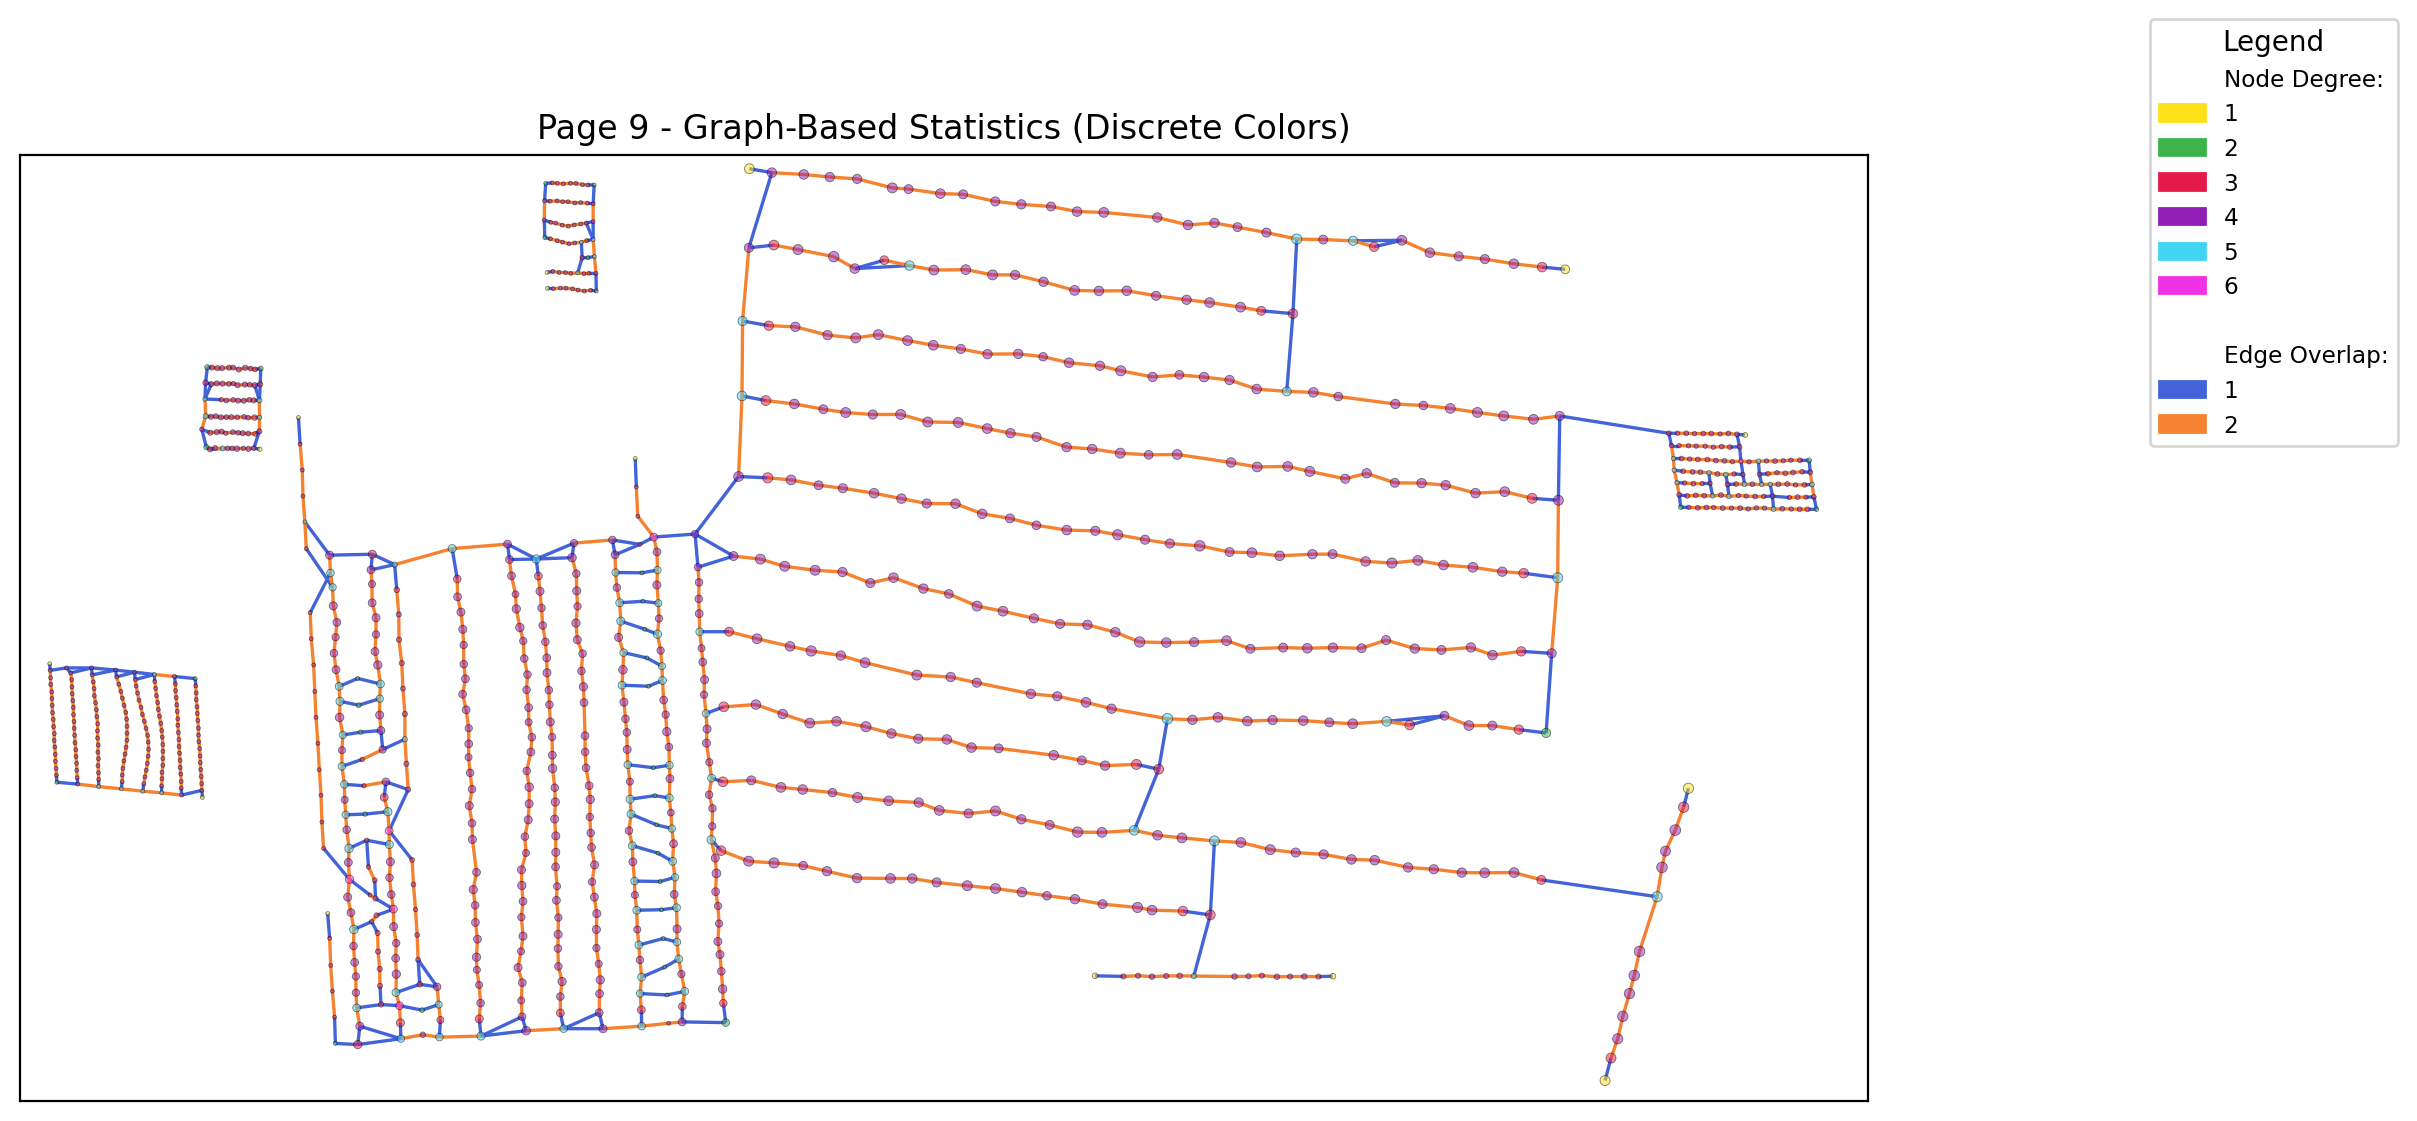 Page 9 - Graph-Based Statistics (Discrete Colors)
Legend
Node Degree:
1
2
3
4
5
6
Edge Overlap:
1
2